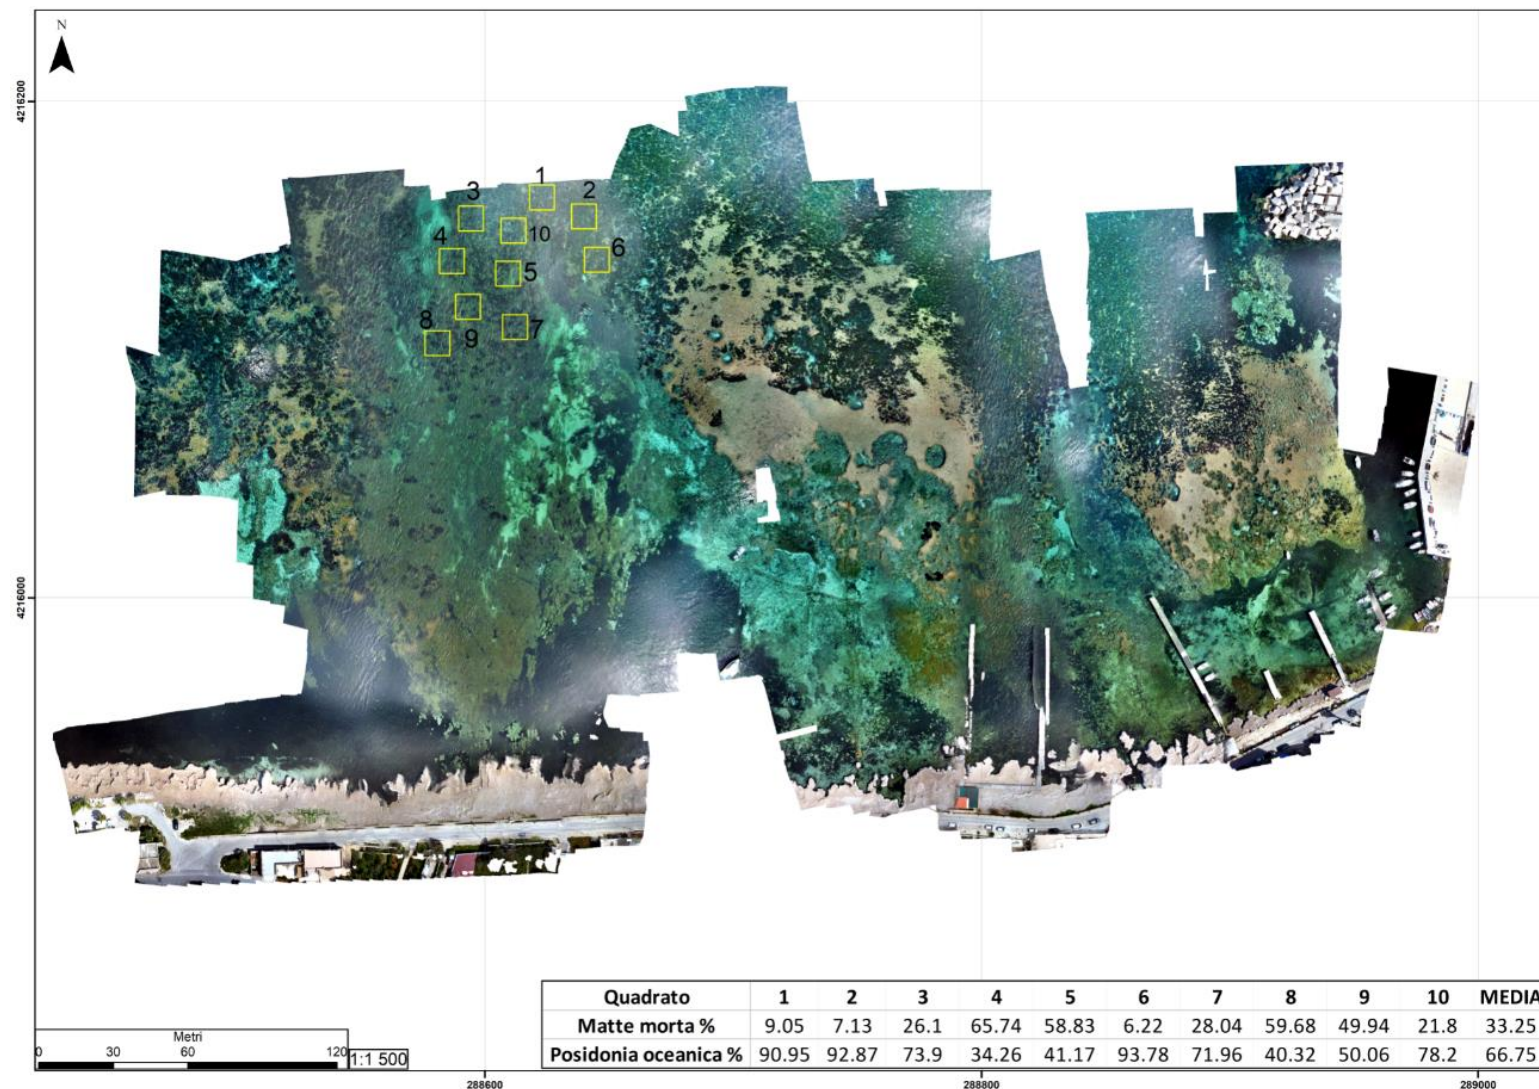 N
4216200
1
3
2
10
4
6
5
8
9
7
4216000
Quadrato 1 2 3 4 5 6 7 8 9 10 MEDIA
Matte morta % 9.05 7.13 26.1 65.74 58.83 6.22 28.04 59.68 49.94 21.8 33.25
Posidonia oceanica % 90.95 92.87 73.9 34.26 41.17 93.78 71.96 40.32 50.06 78.2 66.75
Metri
0 30 60 120
1:1 500
288600 288800 289000